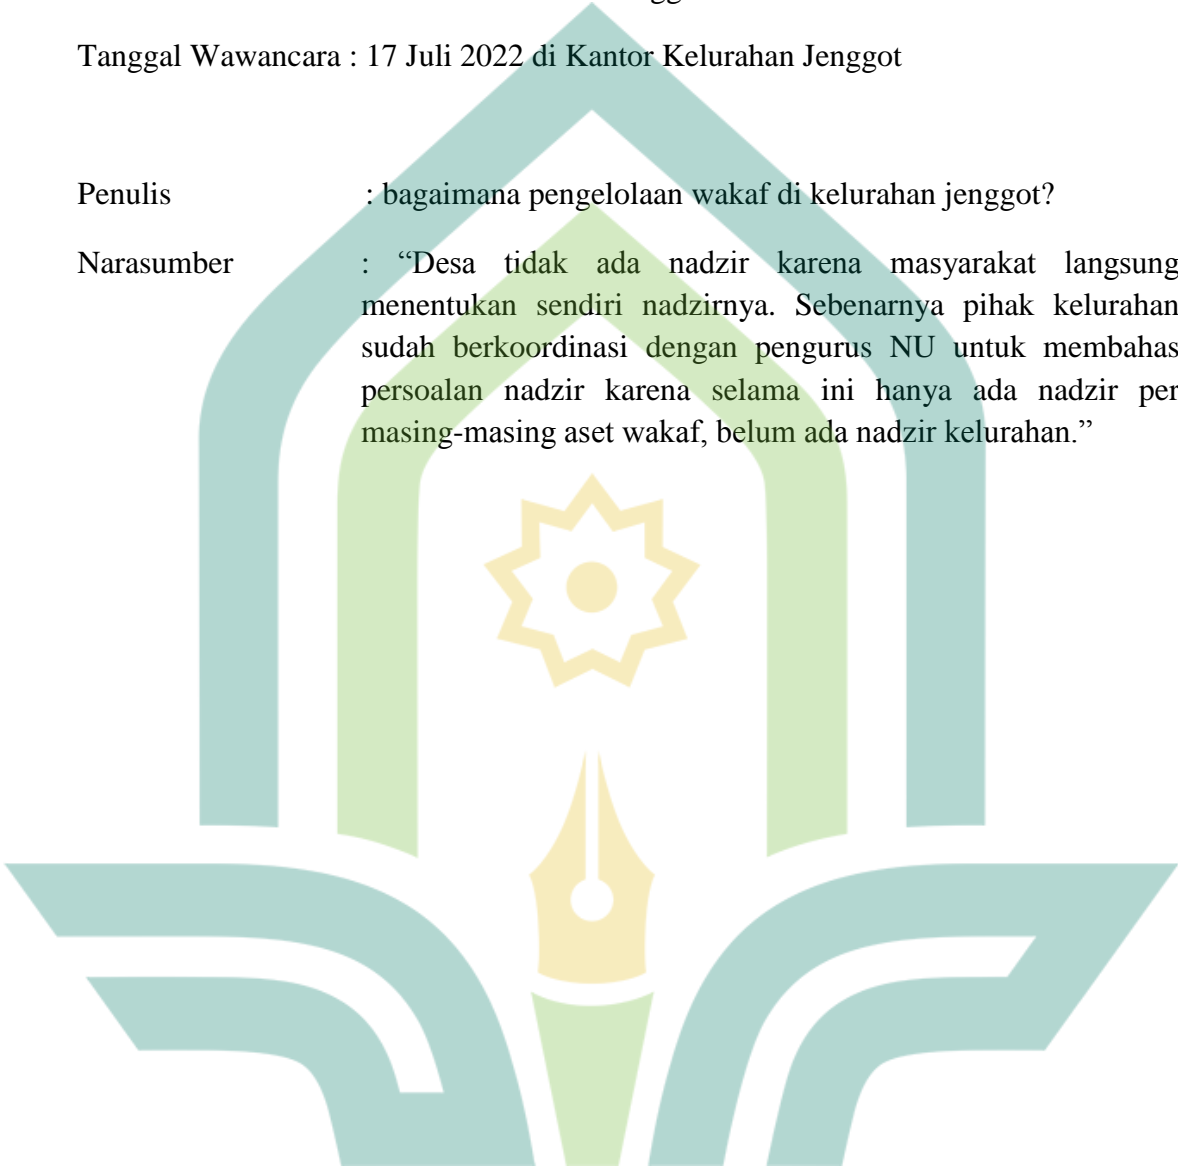 Tanggal Wawancara : 17 Juli 2022 di Kantor Kelurahan Jenggot
Penulis : bagaimana pengelolaan wakaf di kelurahan jenggot?
Narasumber : “Desa tidak ada nadzir karena masyarakat langsung
menentukan sendiri nadzirnya. Sebenarnya pihak kelurahan
sudah berkoordinasi dengan pengurus NU untuk membahas
persoalan nadzir karena selama ini hanya ada nadzir per
masing-masing aset wakaf, belum ada nadzir kelurahan.”